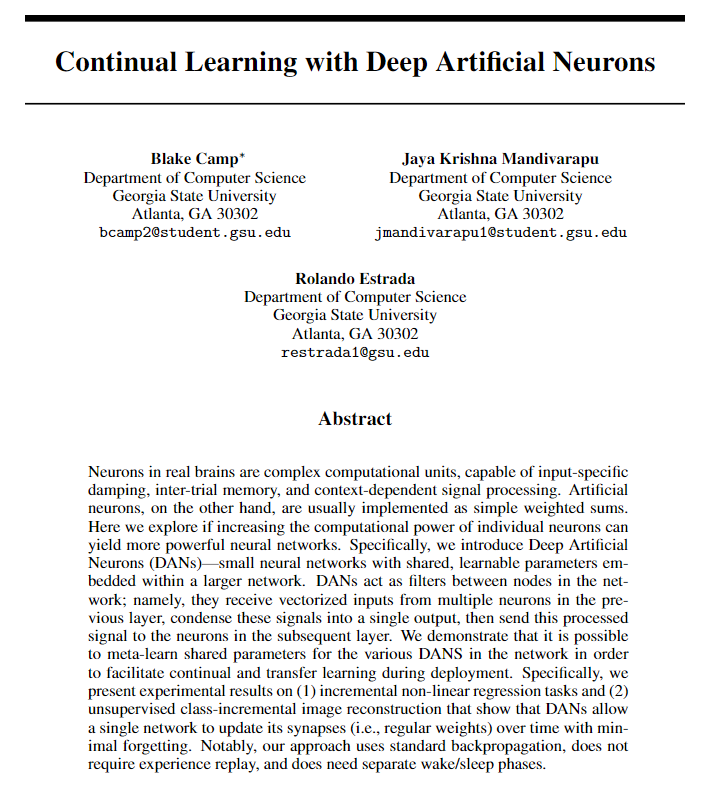 Continual Learning with Deep Artificial Neurons
Blake Camp*
Department of Computer Science
Georgia State University
Atlanta, GA 30302
bcamp2@student.gsu.edu
Jaya Krishna Mandivarapu
Department of Computer Science
Georgia State University
Atlanta, GA 30302
jmandivarapu1@student.gsu.edu
Rolando Estrada
Department of Computer Science
Georgia State University
Atlanta, GA 30302
restrada1@gsu.edu
Abstract
Neurons in real brains are complex computational units, capable of input-specific
damping, inter-trial memory, and context-dependent signal processing. Artificial
neurons, on the other hand, are usually implemented as simple weighted sums.
Here we explore if increasing the computational power of individual neurons can
yield more powerful neural networks. Specifically, we introduce Deep Artificial
Neurons (DANs)—small neural networks with shared, learnable parameters em-
bedded within a larger network. DANs act as filters between nodes in the net-
work; namely, they receive vectorized inputs from multiple neurons in the pre-
vious layer, condense these signals into a single output, then send this processed
signal to the neurons in the subsequent layer. We demonstrate that it is possible
to meta-learn shared parameters for the various DANS in the network in order
to facilitate continual and transfer learning during deployment. Specifically, we
present experimental results on (1) incremental non-linear regression tasks and (2)
unsupervised class-incremental image reconstruction that show that DANs allow
a single network to update its synapses (i.e., regular weights) over time with min-
imal forgetting. Notably, our approach uses standard backpropagation, does not
require experience replay, and does need separate wake/sleep phases.